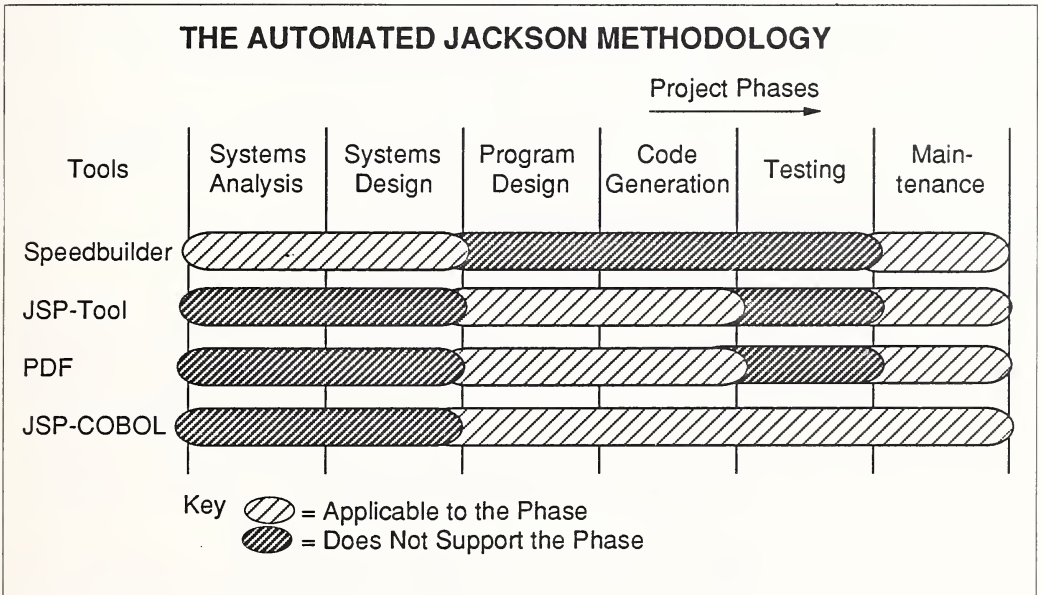 THE AUTOMATED JACKSON METHODOLOGY
Project Phases
Tools
Systems
Analysis
Systems
Design
Program
Design
Code
Generation
Testing
Main-
tenance
Speedbuilder
JSP-Tool
PDF
JSP-COBOL
Key
= Applicable to the Phase
= Does Not Support the Phase